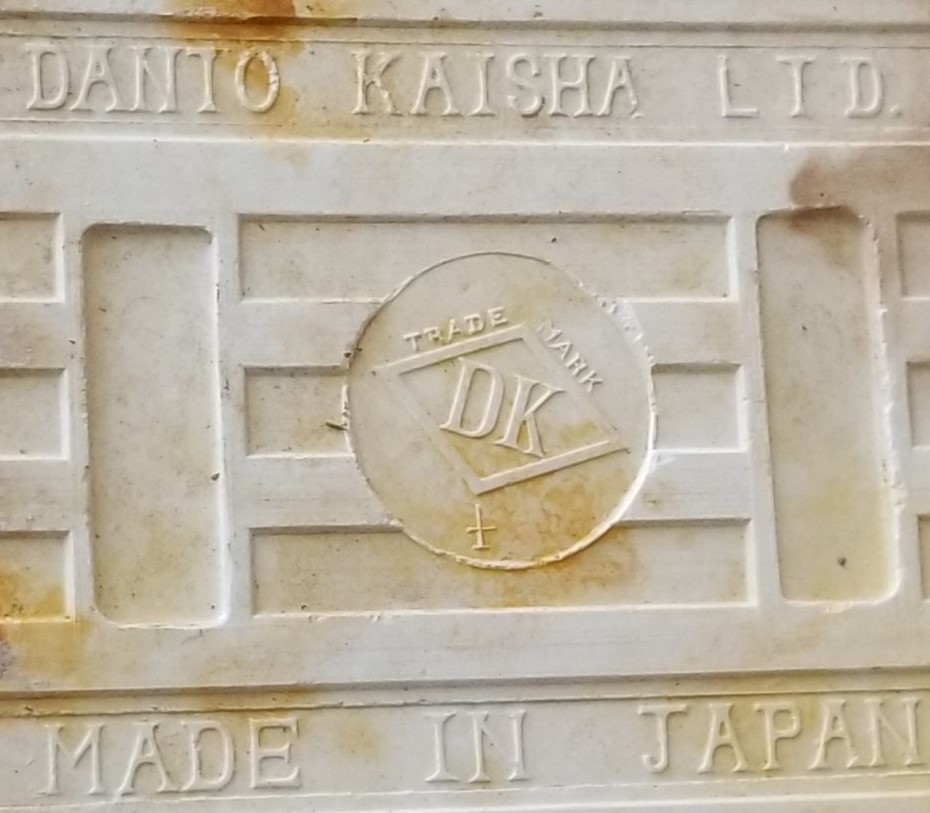 DANTO KAISHA LTD.
TRADE MARK
DK
MADE IN JAPAN